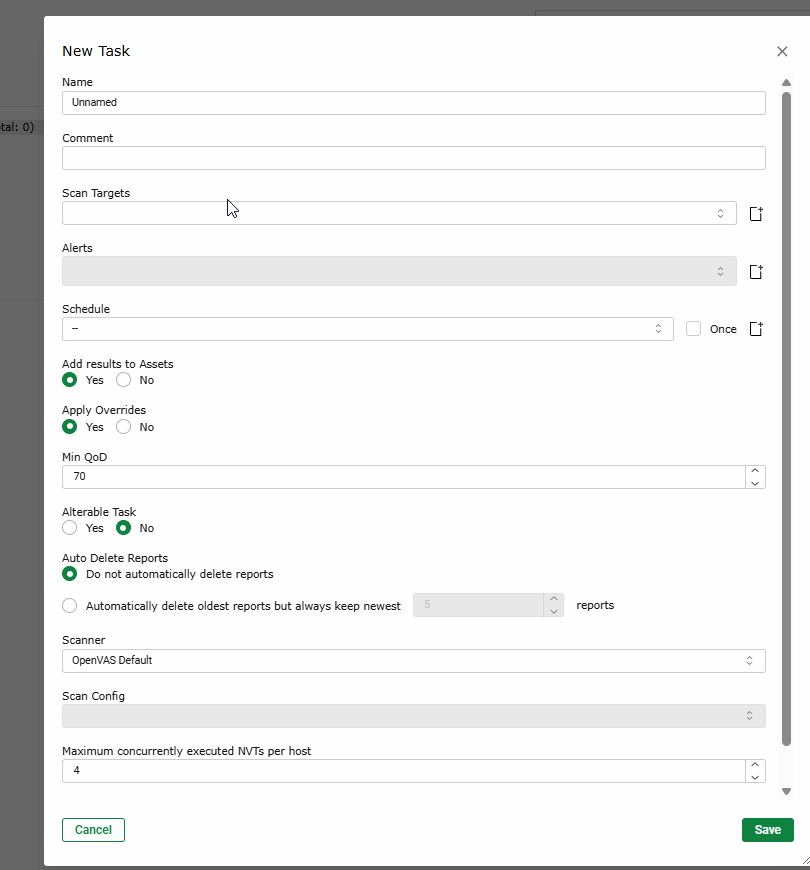 New Task
Name
Unnamed
Comment
Scan Targets
tal: 0)
Alerts
Schedule
--
Once
Add results to Assets
Yes No
Apply Overrides
Yes No
Min QoD
70
Alterable Task
Yes No
Auto Delete Reports
Do not automatically delete reports
Automatically delete oldest reports but always keep newest 5 reports
Scanner
OpenVAS Default
Scan Config
Maximum concurrently executed NVTs per host
4
Cancel Save